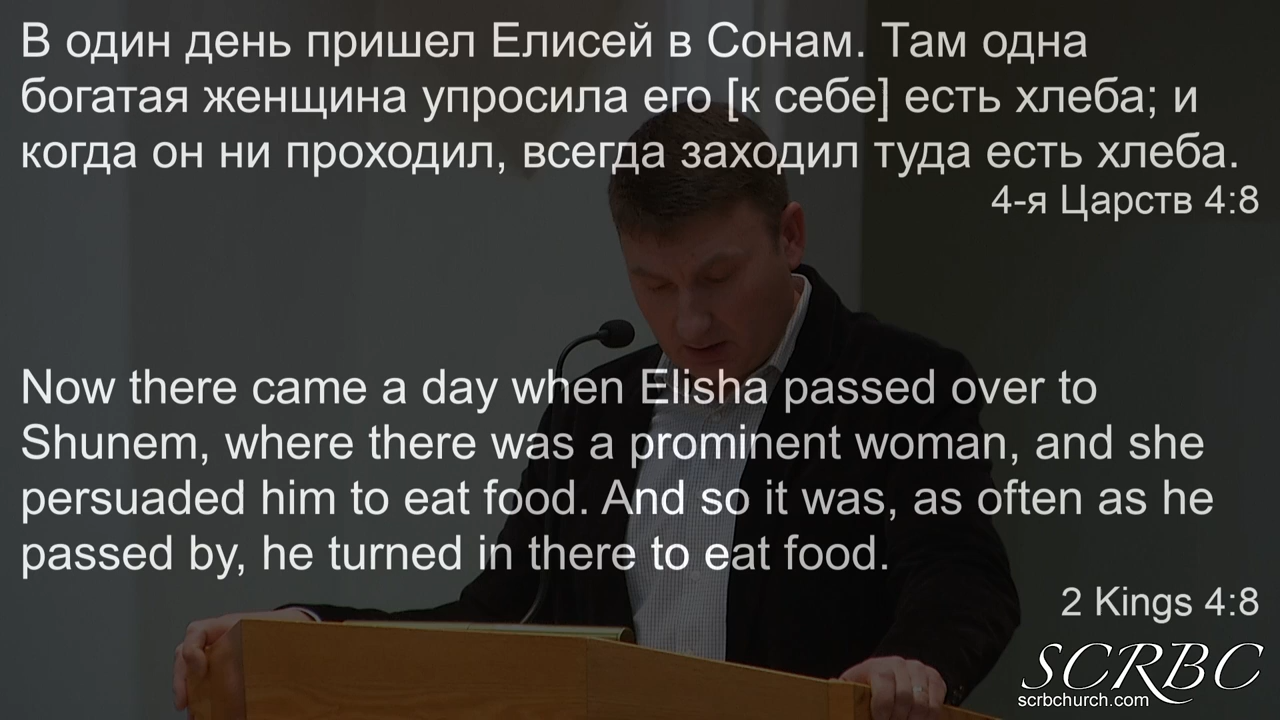 В один день пришел Елисей в Сонам. Там одна
богатая женщина упросила его [к себе] есть хлеба; и
когда он ни проходил, всегда заходил туда есть хлеба.
4-я Царств 4:8
Now there came a day when Elisha passed over to
Shunem, where there was a prominent woman, and she
persuaded him to eat food. And so it was, as often as he
passed by, he turned in there to eat food.
2 Kings 4:8
SCRBC
scrbchurch.com